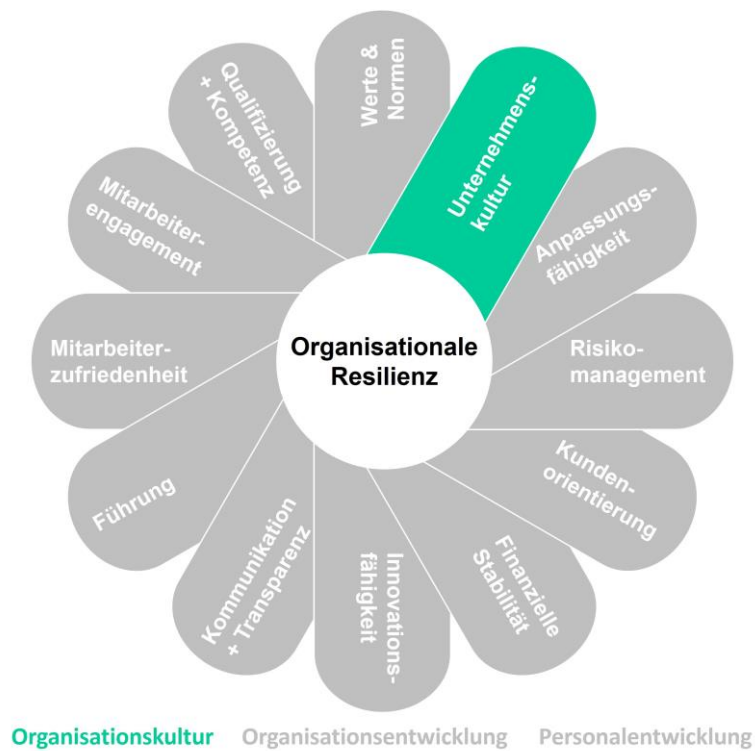 Werte &
Normen
Unternehmens-
kultur
Anpassungs-
fähigkeit
Risiko-
management
Kunden-
orientierung
Finanzielle
Stabilität
Innovations-
fähigkeit
Kommunikation
+ Transparenz
Führung
Mitarbeiter-
zufriedenheit
Mitarbeiter-
engagement
Qualifizierung
+ Kompetenz
Organisationale
Resilienz
Organisationskultur Organisationsentwicklung Personalentwicklung